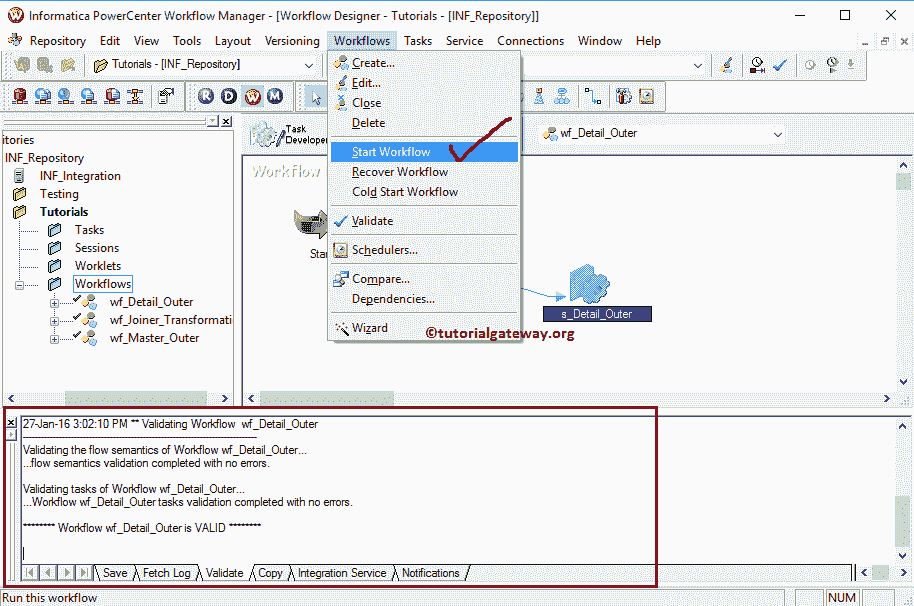 Informatica PowerCenter Workflow Manager - [Workflow Designer - Tutorials - [INF_Repository]]
Repository Edit View Tools Layout Versioning Workflows Tasks Service Connections Window Help
Tutorials - [INF_Repository]
R D W M
Create...
Edit...
Close
Delete
Start Workflow
Recover Workflow
Cold Start Workflow
Validate
Schedulers...
Compare...
Dependencies...
Wizard
Task
Developer
wf_Detail_Outer
Workflow
Star
s_Detail_Outer
©tutorialgateway.org
itories
INF_Repository
INF_Integration
Testing
Tutorials
Tasks
Sessions
Worklets
Workflows
wf_Detail_Outer
wf_Joiner_Transformati
wf_Master_Outer
27-Jan-16 3:02:10 PM ** Validating Workflow wf_Detail_Outer
Validating the flow semantics of Workflow wf_Detail_Outer...
...flow semantics validation completed with no errors.
Validating tasks of Workflow wf_Detail_Outer...
...Workflow wf_Detail_Outer tasks validation completed with no errors.
******** Workflow wf_Detail_Outer is VALID ********
Save Fetch Log Validate Copy Integration Service Notifications
Run this workflow
NUM